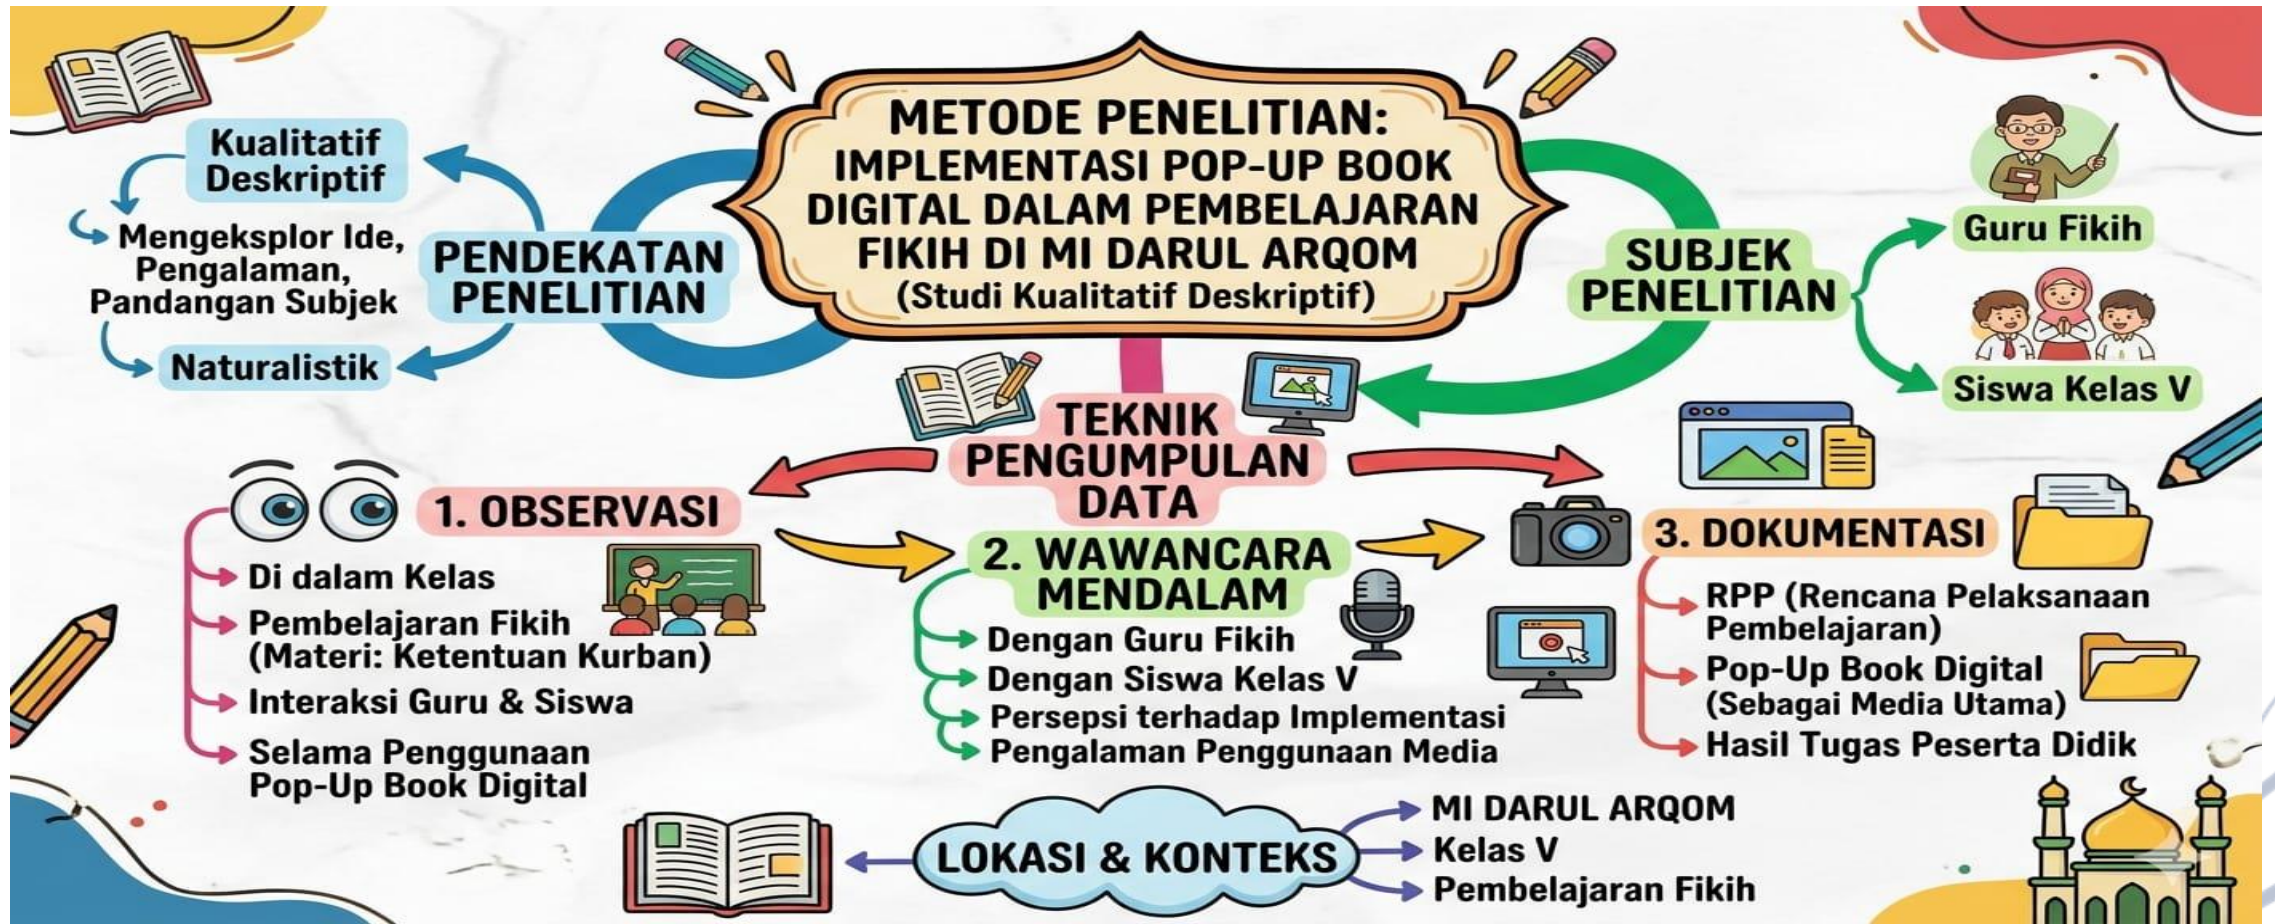 METODE PENELITIAN:
IMPLEMENTASI POP-UP BOOK
DIGITAL DALAM PEMBELAJARAN
FIKIH DI MI DARUL ARQOM
(Studi Kualitatif Deskriptif)
PENDEKATAN
PENELITIAN
Kualitatif
Deskriptif
Mengeksplor Ide,
Pengalaman,
Pandangan Subjek
Naturalistik
SUBJEK
PENELITIAN
Guru Fikih
Siswa Kelas V
TEKNIK
PENGUMPULAN
DATA
1. OBSERVASI
Di dalam Kelas
Pembelajaran Fikih
(Materi: Ketentuan Kurban)
Interaksi Guru & Siswa
Selama Penggunaan
Pop-Up Book Digital
2. WAWANCARA
MENDALAM
Dengan Guru Fikih
Dengan Siswa Kelas V
Persepsi terhadap Implementasi
Pengalaman Penggunaan Media
3. DOKUMENTASI
RPP (Rencana Pelaksanaan
Pembelajaran)
Pop-Up Book Digital
(Sebagai Media Utama)
Hasil Tugas Peserta Didik
LOKASI & KONTEKS
MI DARUL ARQOM
Kelas V
Pembelajaran Fikih